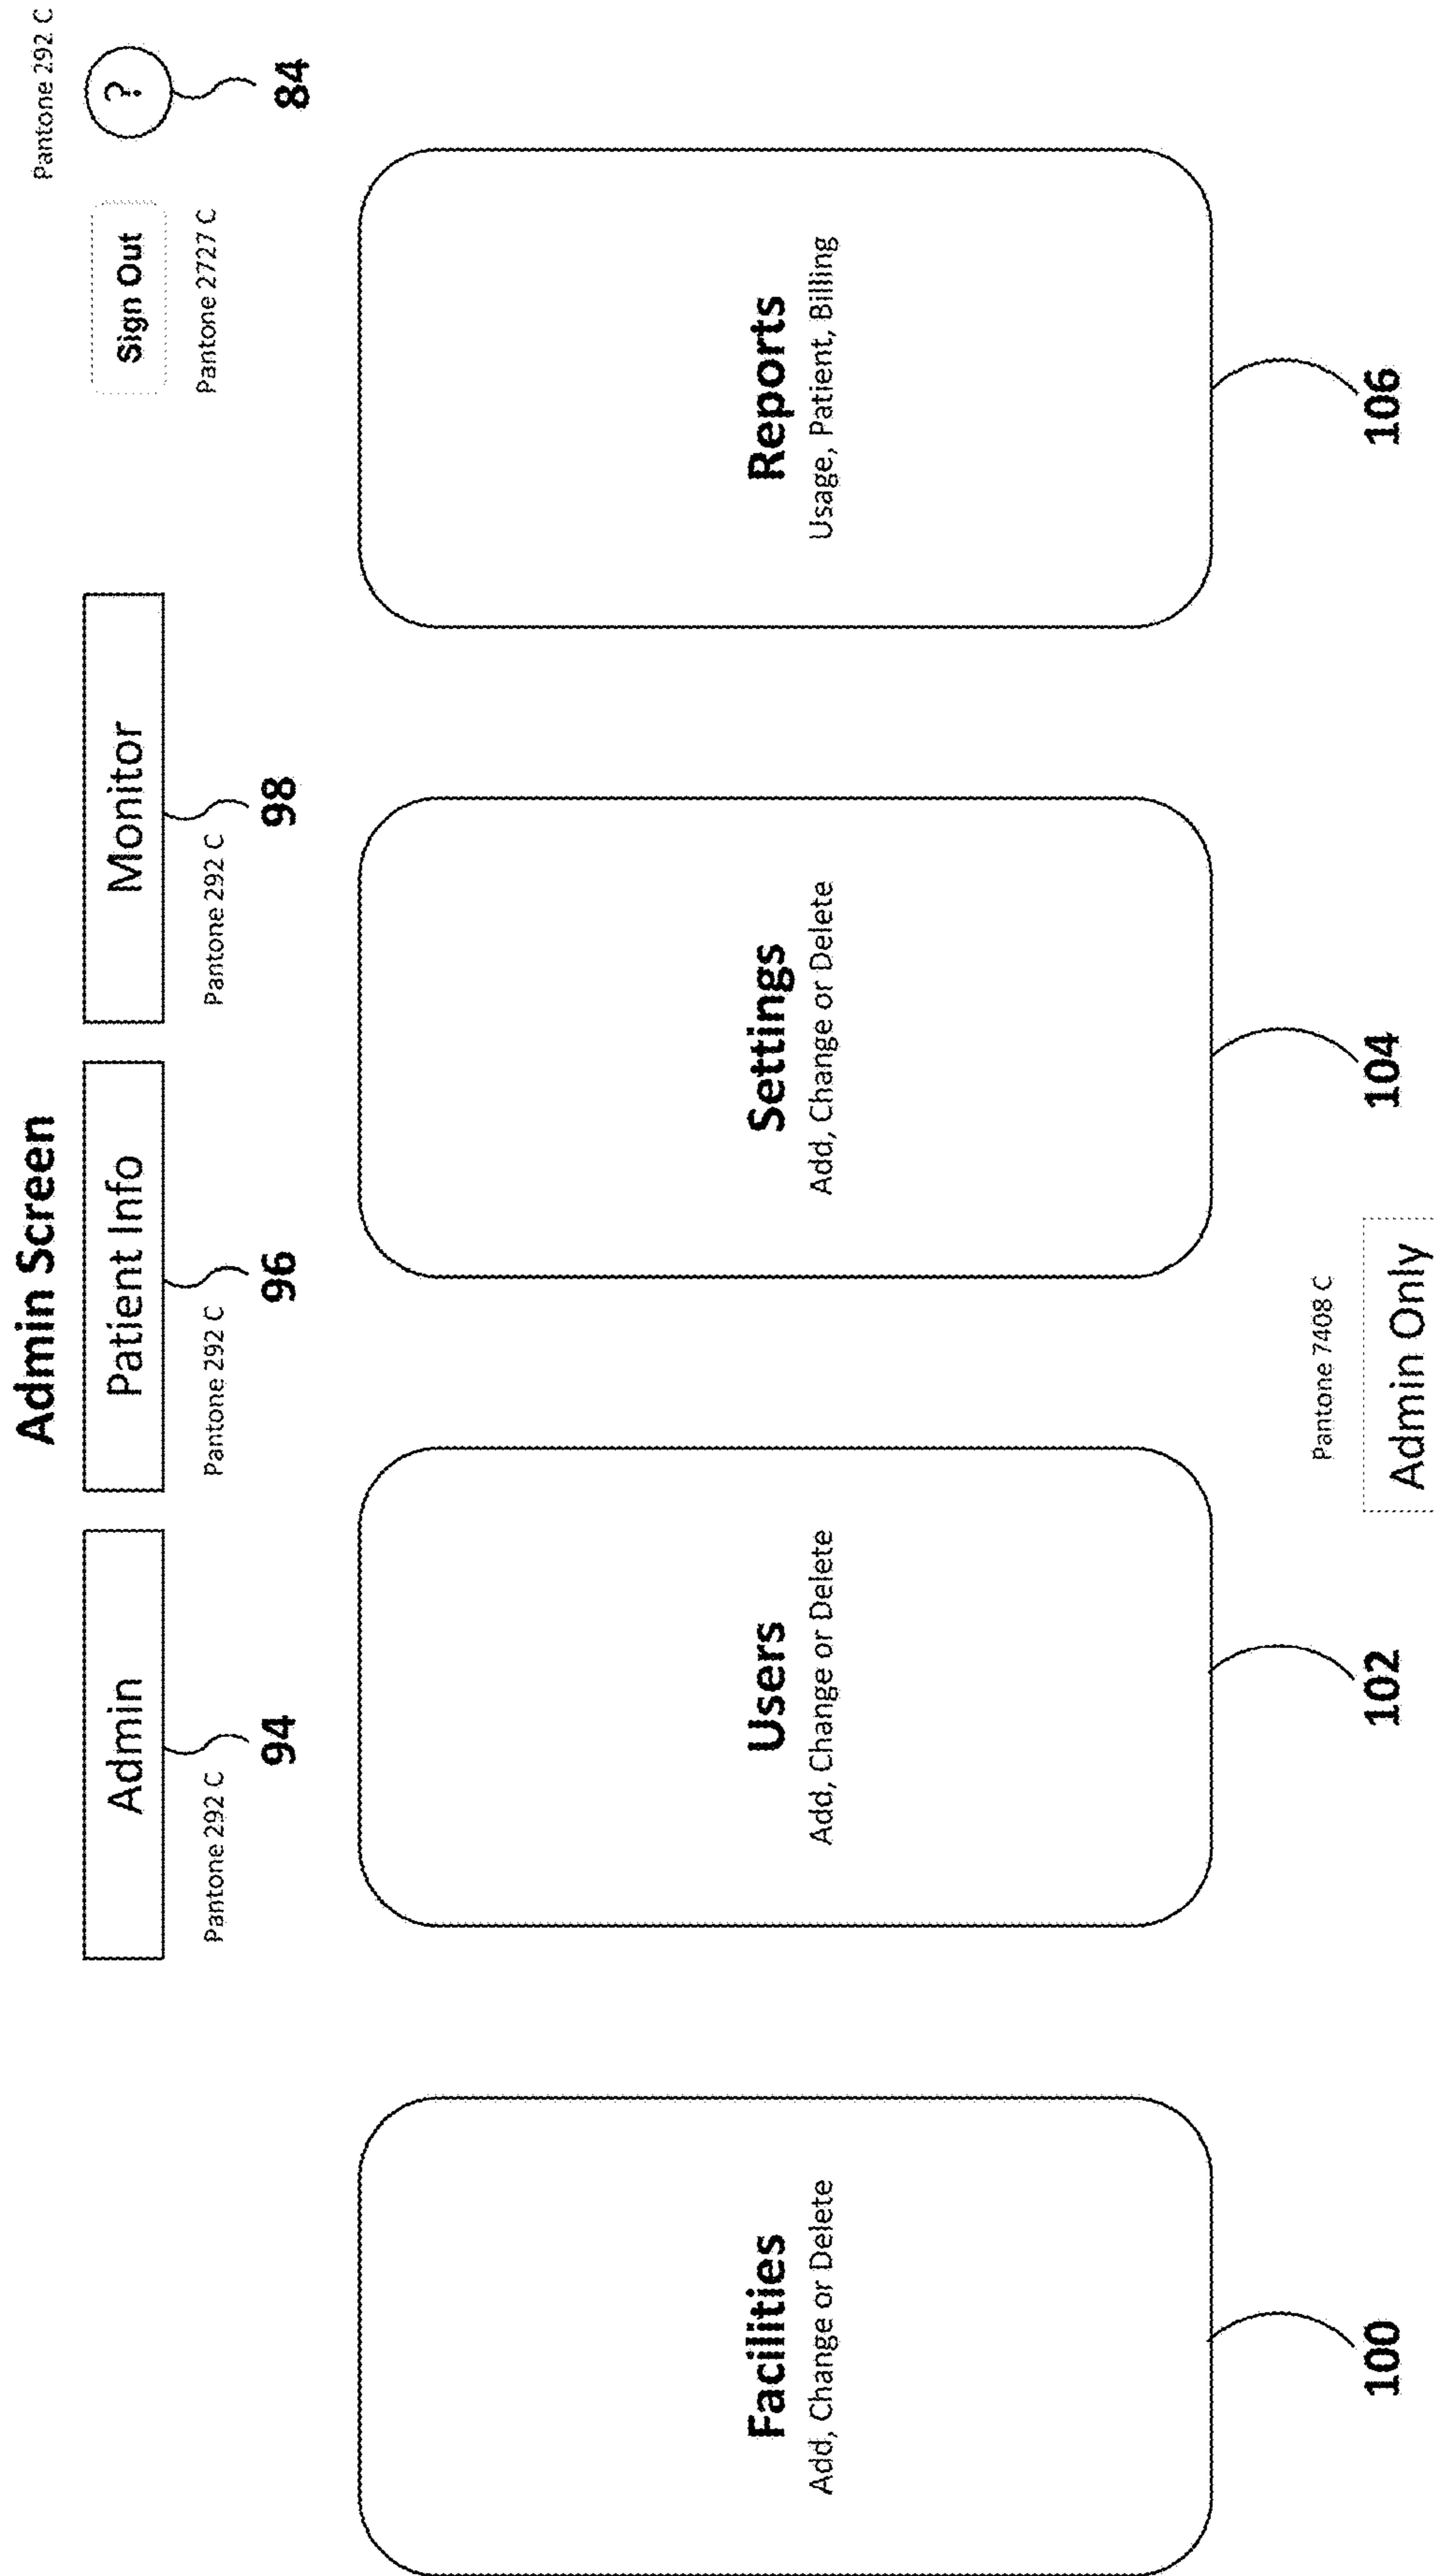 Admin Screen
Pantone 292 C
Admin
Patient Info
Monitor
Sign Out
?
Pantone 292 C
Pantone 292 C
Pantone 292 C
Pantone 2727 C
94
96
98
84
Facilities
Add, Change or Delete
Users
Add, Change or Delete
Settings
Add, Change or Delete
Reports
Usage, Patient, Billing
Pantone 7408 C
100
102
104
106
Admin Only